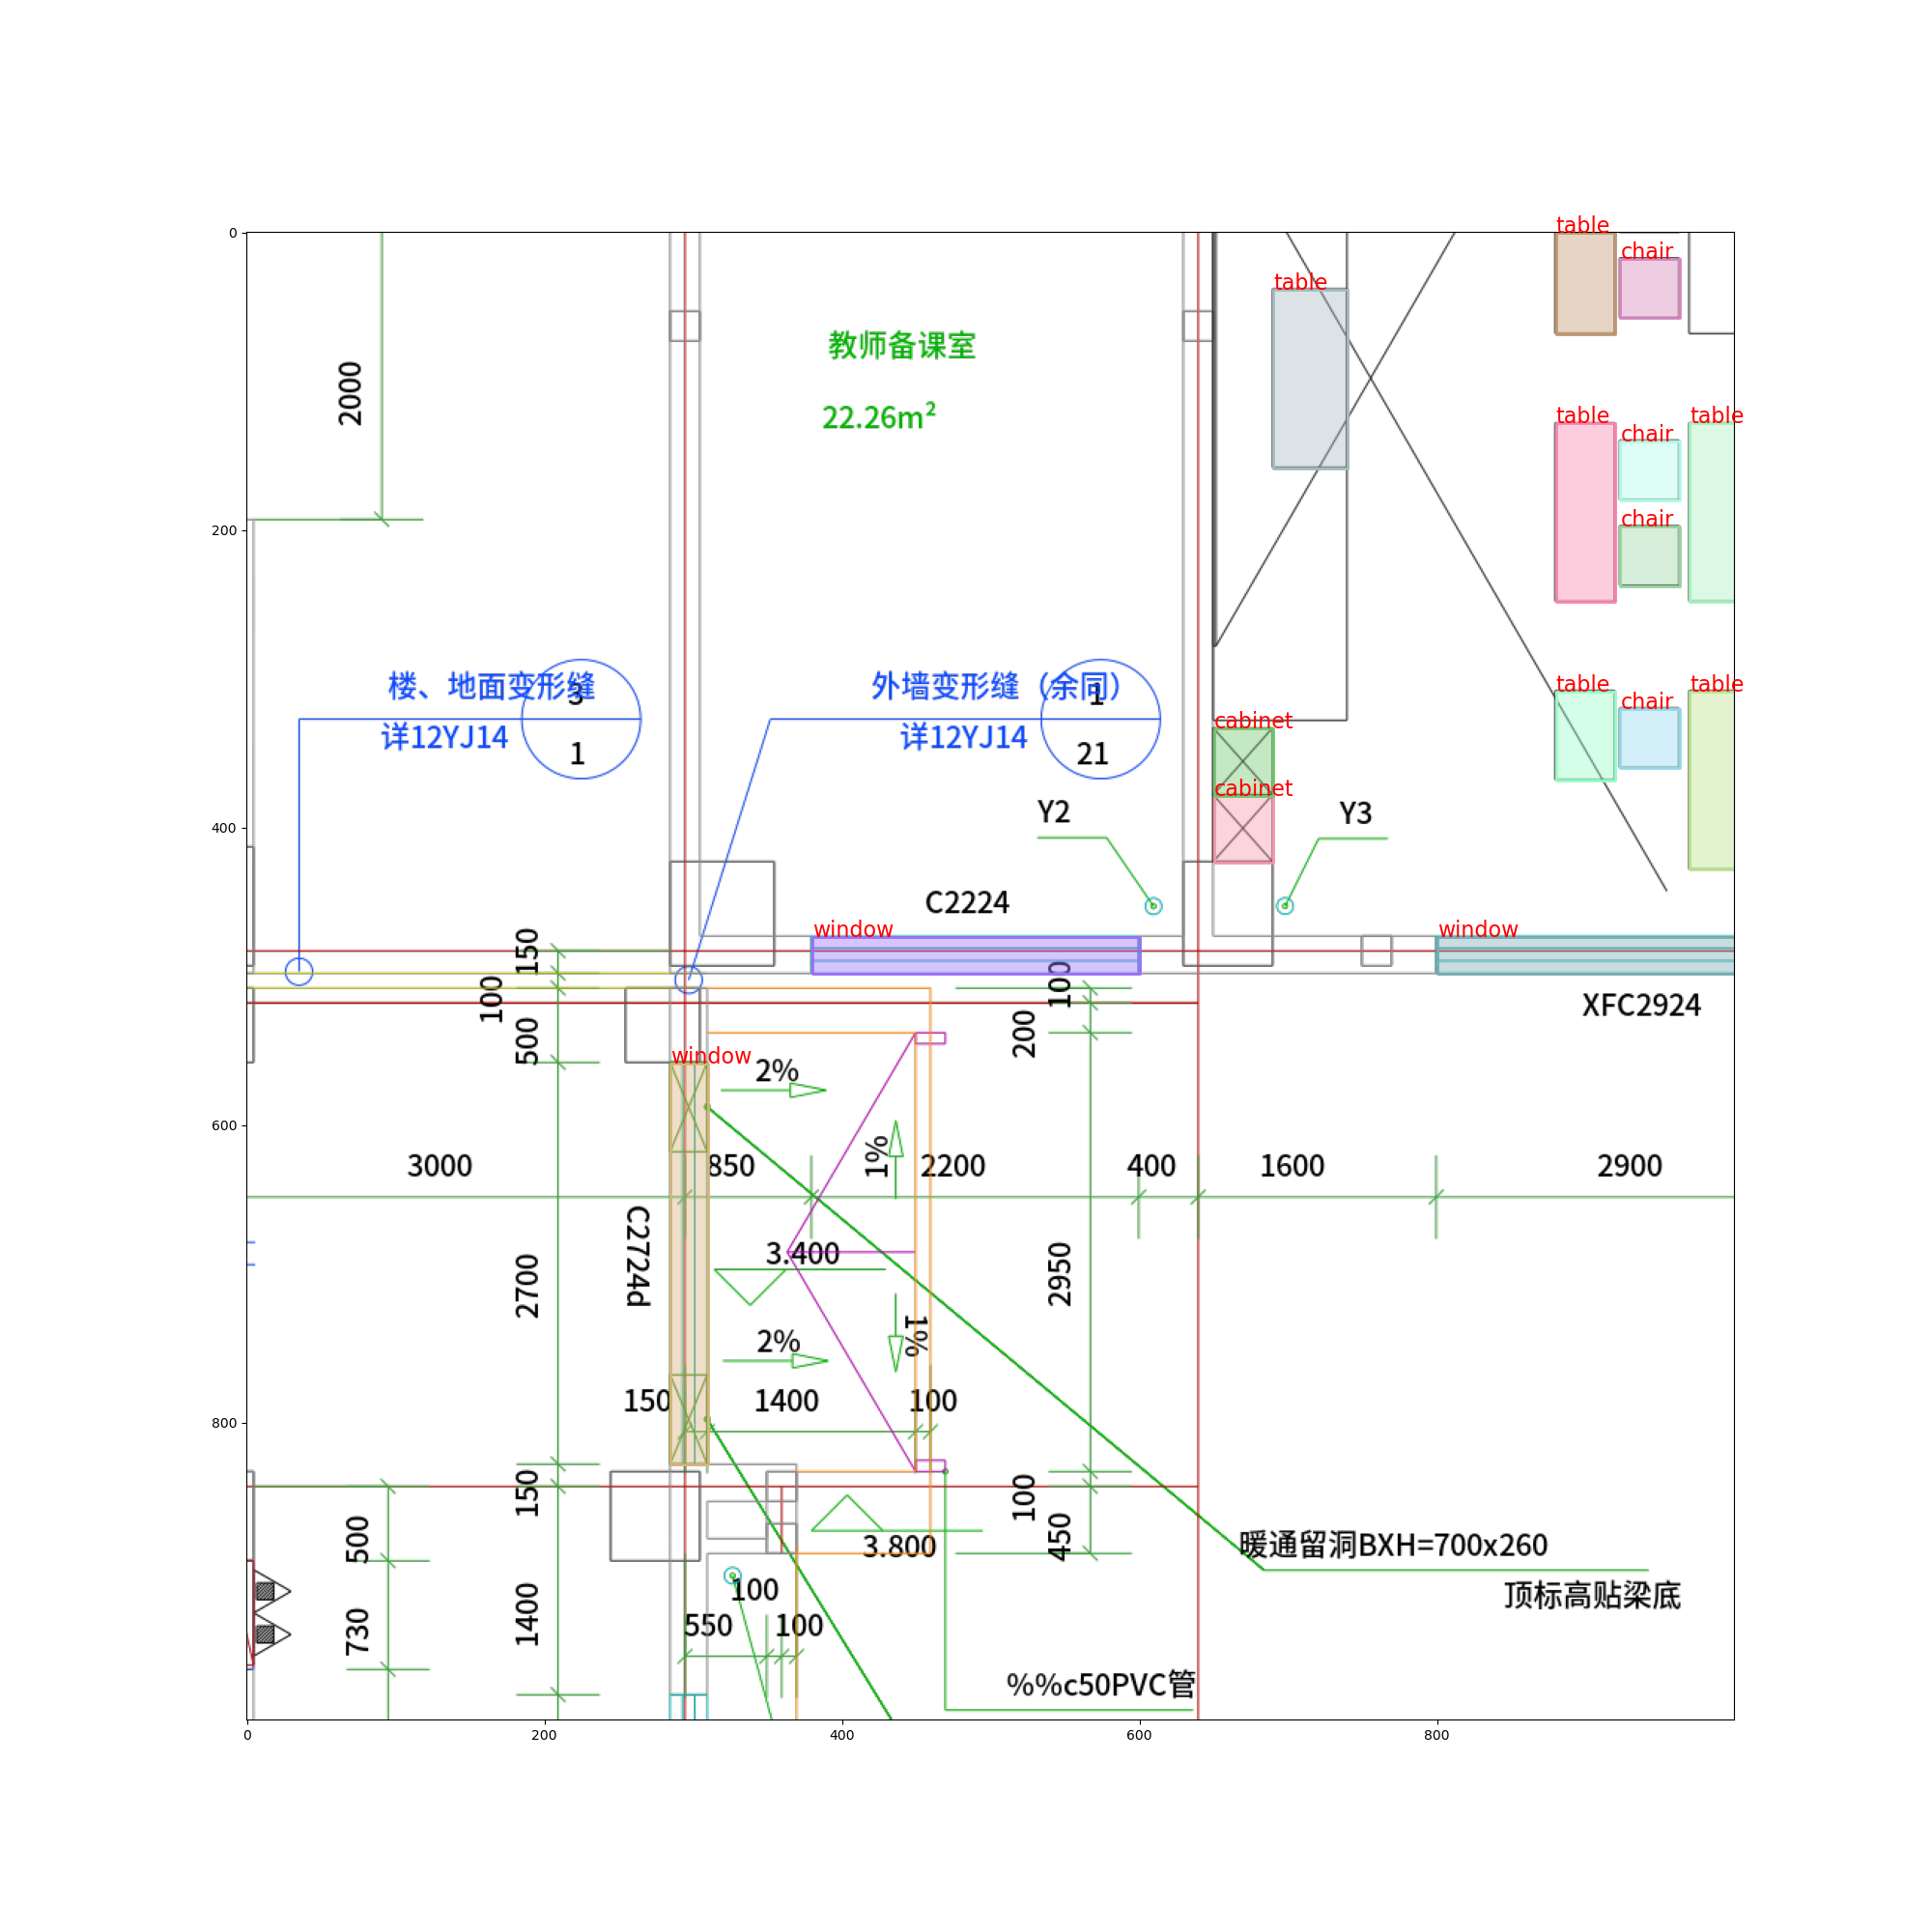 0
table
table
chair
2000
教师备课室
22.26m²
table
table
chair
chair
200
楼、地面变形缝
3
详12YJ14
1
外墙变形缝（余同）
1
详12YJ14
21
table
table
chair
cabinet
cabinet
400
Y2
Y3
C2224
window
window
150
100
100
XFC2924
500
200
window
2%
600
3000
850
1%
2200
400
1600
2900
C2724d
3.400
2700
2950
2%
1%
150
1400
100
800
150
100
500
450
3.800
暖通留洞BXH=700x260
顶标高贴梁底
100
1400
730
550
100
%%c50PVC管
0
200
400
600
800